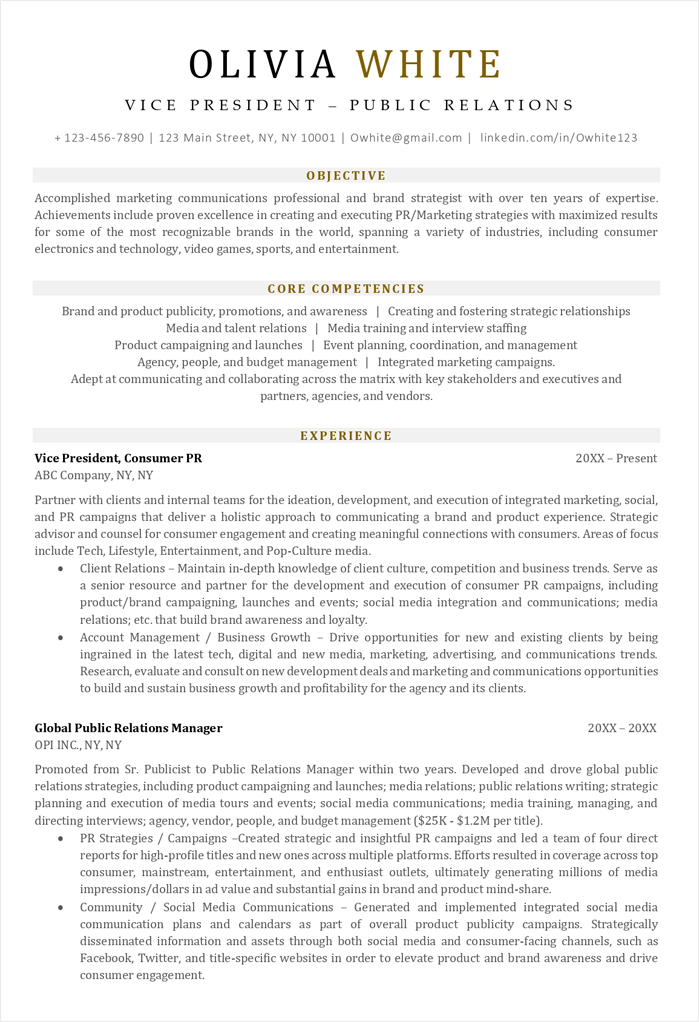 OLIVIA WHITE
VICE PRESIDENT – PUBLIC RELATIONS
+ 123-456-7890 | 123 Main Street, NY, NY 10001 | Owhite@gmail.com | linkedin.com/in/Owhite123
OBJECTIVE
Accomplished marketing communications professional and brand strategist with over ten years of expertise.
Achievements include proven excellence in creating and executing PR/Marketing strategies with maximized results
for some of the most recognizable brands in the world, spanning a variety of industries, including consumer
electronics and technology, video games, sports, and entertainment.
CORE COMPETENCIES
Brand and product publicity, promotions, and awareness | Creating and fostering strategic relationships
Media and talent relations | Media training and interview staffing
Product campaigning and launches | Event planning, coordination, and management
Agency, people, and budget management | Integrated marketing campaigns.
Adept at communicating and collaborating across the matrix with key stakeholders and executives and
partners, agencies, and vendors.
EXPERIENCE
Vice President, Consumer PR 20XX – Present
ABC Company, NY, NY
Partner with clients and internal teams for the ideation, development, and execution of integrated marketing, social,
and PR campaigns that deliver a holistic approach to communicating a brand and product experience. Strategic
advisor and counsel for consumer engagement and creating meaningful connections with consumers. Areas of focus
include Tech, Lifestyle, Entertainment, and Pop-Culture media.
• Client Relations – Maintain in-depth knowledge of client culture, competition and business trends. Serve as
a senior resource and partner for the development and execution of consumer PR campaigns, including
product/brand campaigning, launches and events; social media integration and communications; media
relations; etc. that build brand awareness and loyalty.
• Account Management / Business Growth – Drive opportunities for new and existing clients by being
ingrained in the latest tech, digital and new media, marketing, advertising, and communications trends.
Research, evaluate and consult on new development deals and marketing and communications opportunities
to build and sustain business growth and profitability for the agency and its clients.
Global Public Relations Manager 20XX – 20XX
OPI INC., NY, NY
Promoted from Sr. Publicist to Public Relations Manager within two years. Developed and drove global public
relations strategies, including product campaigning and launches; media relations; public relations writing; strategic
planning and execution of media tours and events; social media communications; media training, managing, and
directing interviews; agency, vendor, people, and budget management ($25K - $1.2M per title).
• PR Strategies / Campaigns –Created strategic and insightful PR campaigns and led a team of four direct
reports for high-profile titles and new ones across multiple platforms. Efforts resulted in coverage across top
consumer, mainstream, entertainment, and enthusiast outlets, ultimately generating millions of media
impressions/dollars in ad value and substantial gains in brand and product mind-share.
• Community / Social Media Communications – Generated and implemented integrated social media
communication plans and calendars as part of overall product publicity campaigns. Strategically
disseminated information and assets through both social media and consumer-facing channels, such as
Facebook, Twitter, and title-specific websites in order to elevate product and brand awareness and drive
consumer engagement.